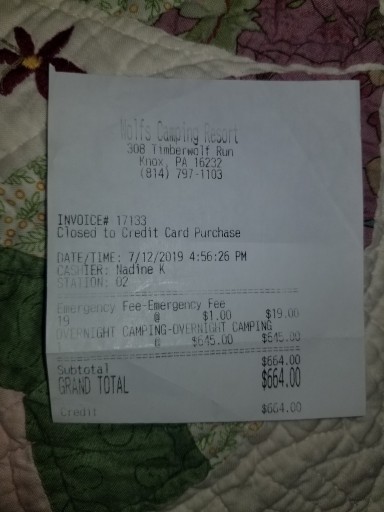 Wolfs Camping Resort
308 Timberwolf Run
Knox, PA 16232
(814) 797-1103
INVOICE# 17133
Closed to Credit Card Purchase
DATE/TIME: 7/12/2019 4:56:26 PM
CASHIER: Nadine K
STATION: 02
Emergency Fee-Emergency Fee
19 @ $1.00 $19.00
OVERNIGHT CAMPING-OVERNIGHT CAMPING
@ $645.00 $645.00
Subtotal $664.00
GRAND TOTAL $664.00
Credit $664.00